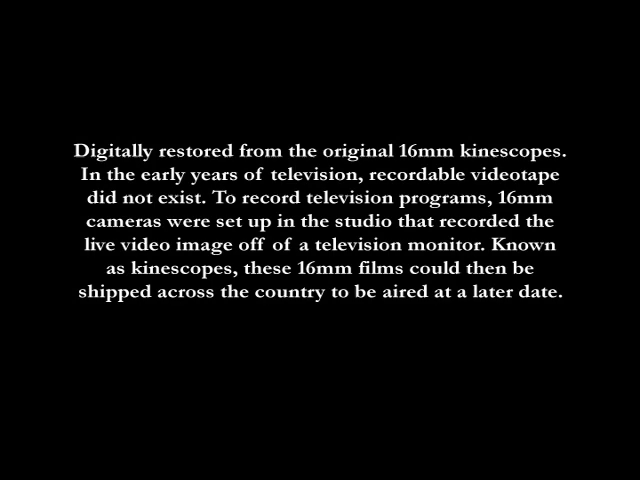 Digitally restored from the original 16mm kinescopes.
In the early years of television, recordable videotape
did not exist. To record television programs, 16mm
cameras were set up in the studio that recorded the
live video image off of a television monitor. Known
as kinescopes, these 16mm films could then be
shipped across the country to be aired at a later date.